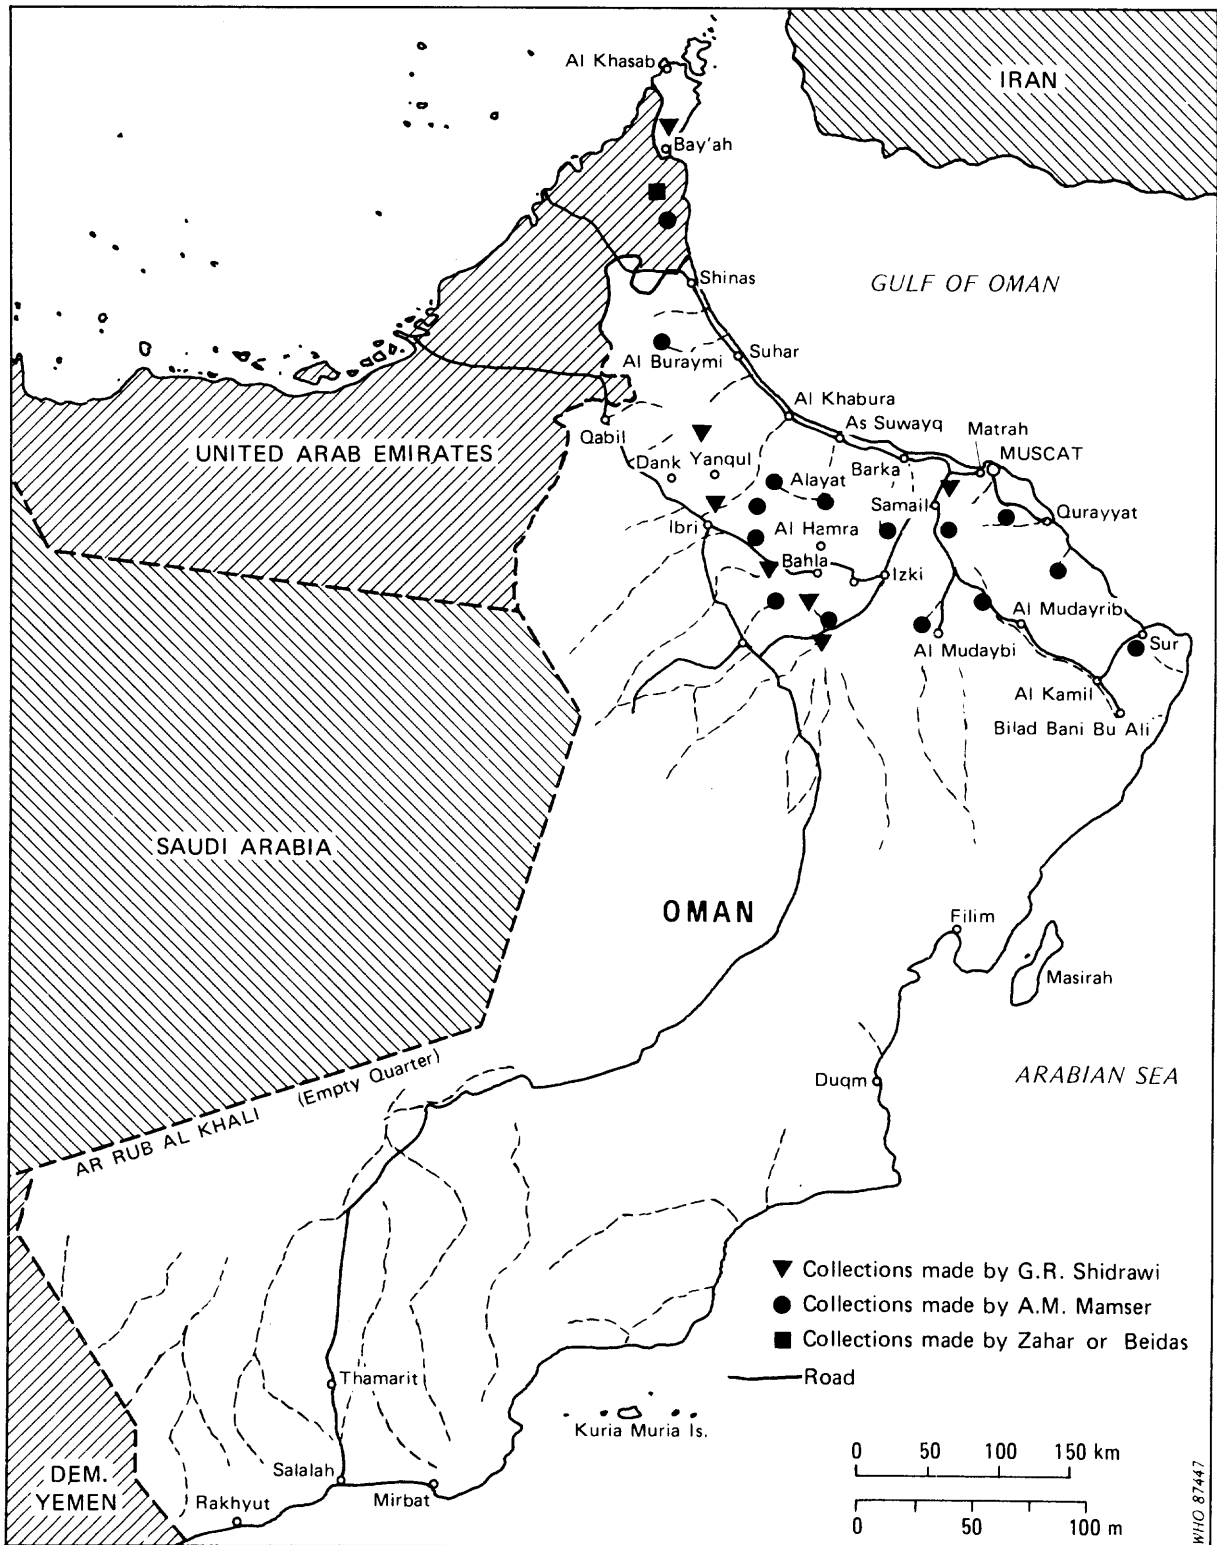 Al Khasab
IRAN
Bay'ah
Shinas
GULF OF OMAN
Al Buraymi
Suhar
Al Khabura
As Suwayq
Matrah
MUSCAT
Qabil
UNITED ARAB EMIRATES
Dank
Yanqul
Alayat
Barka
Samail
Qurayyat
Ibri
Al Hamra
Bahla
Izki
Al Mudayrib
Al Mudaybi
Sur
Al Kamil
Bilad Bani Bu Ali
SAUDI ARABIA
OMAN
Filim
Masirah
Duqm
ARABIAN SEA
AR RUB AL KHALI (Empty Quarter)
Collections made by G.R. Shidrawi
Collections made by A.M. Mamser
Collections made by Zahar or Beidas
Road
Thamarit
Kuria Muria Is.
DEM.
YEMEN
Salalah
Rakhyut
Mirbat
0 50 100 150 km
0 50 100 m
WHO 87447